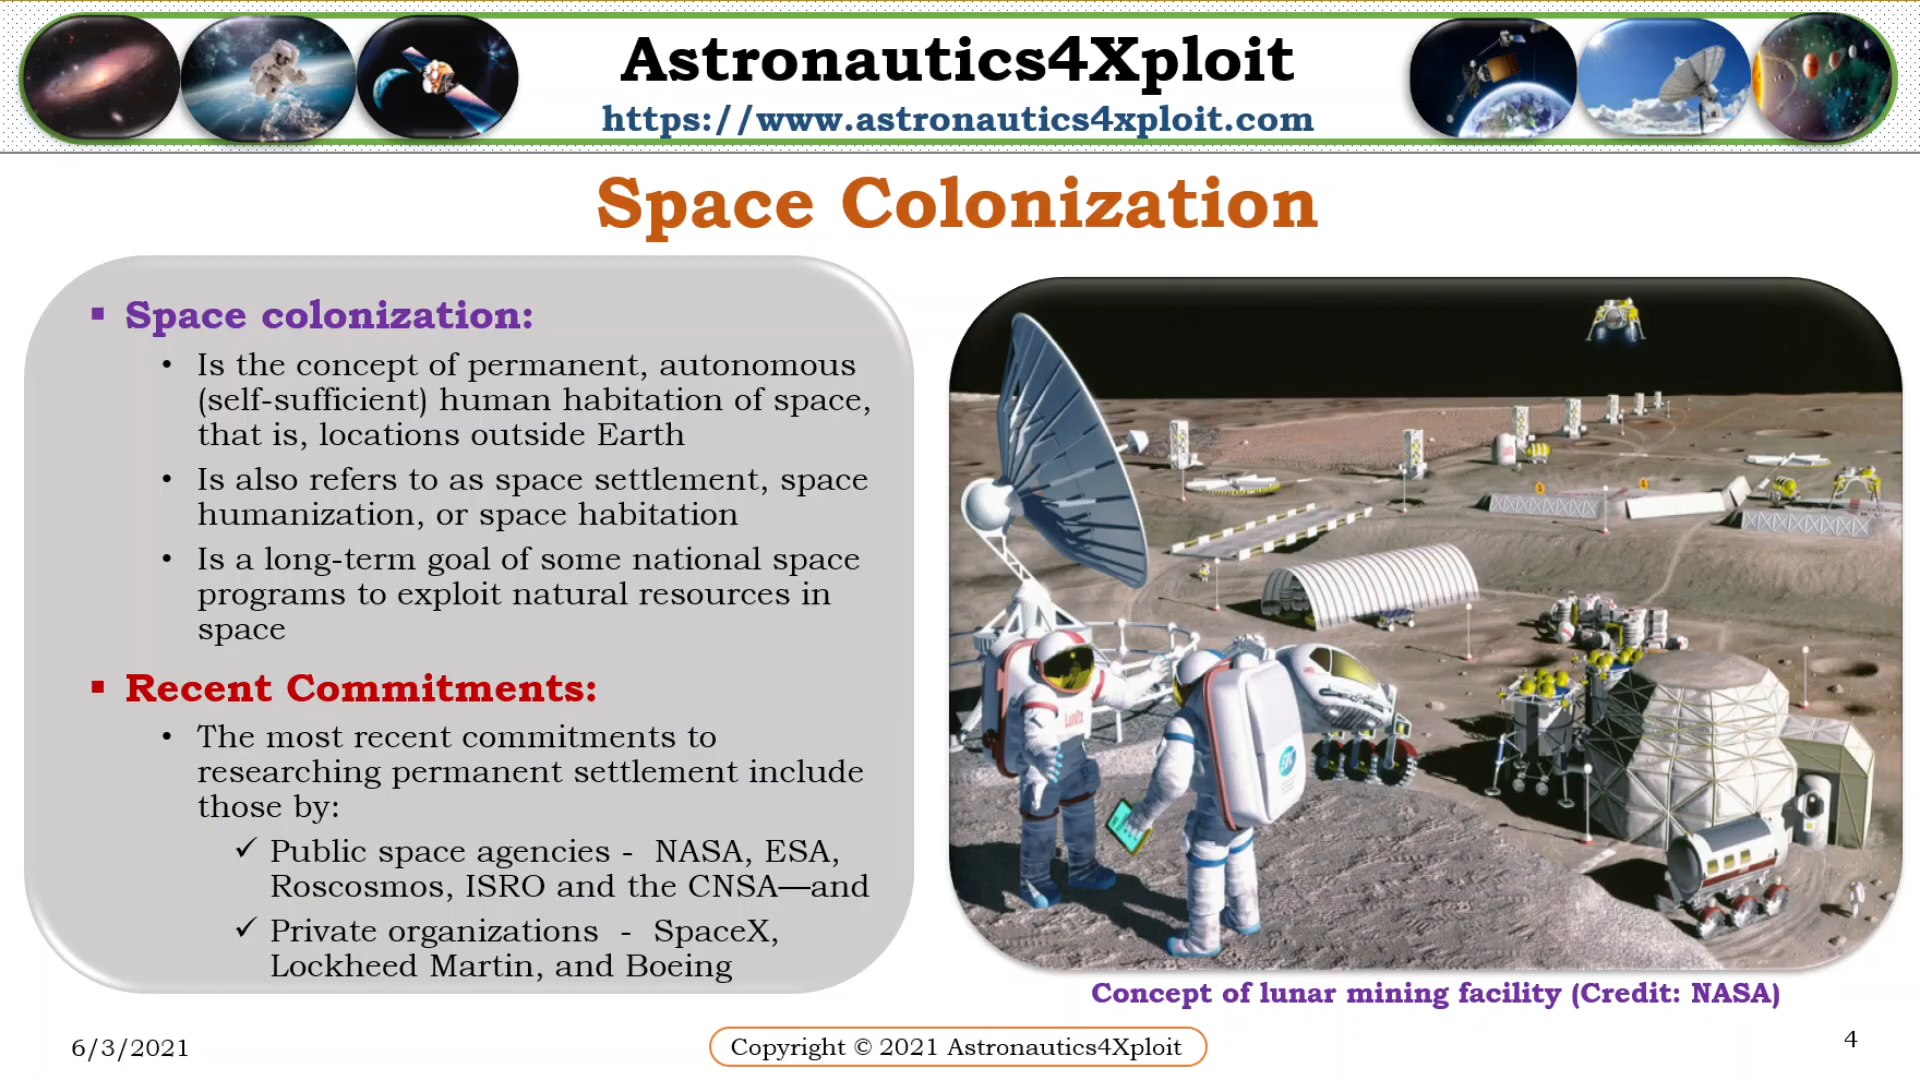 Astronautics4Xploit
https://www.astronautics4xploit.com
Space Colonization
▪ Space colonization:
• Is the concept of permanent, autonomous
(self-sufficient) human habitation of space,
that is, locations outside Earth
• Is also refers to as space settlement, space
humanization, or space habitation
• Is a long-term goal of some national space
programs to exploit natural resources in
space
▪ Recent Commitments:
• The most recent commitments to
researching permanent settlement include
those by:
✓ Public space agencies - NASA, ESA,
Roscosmos, ISRO and the CNSA—and
✓ Private organizations - SpaceX,
Lockheed Martin, and Boeing
Concept of lunar mining facility (Credit: NASA)
6/3/2021
Copyright © 2021 Astronautics4Xploit
4